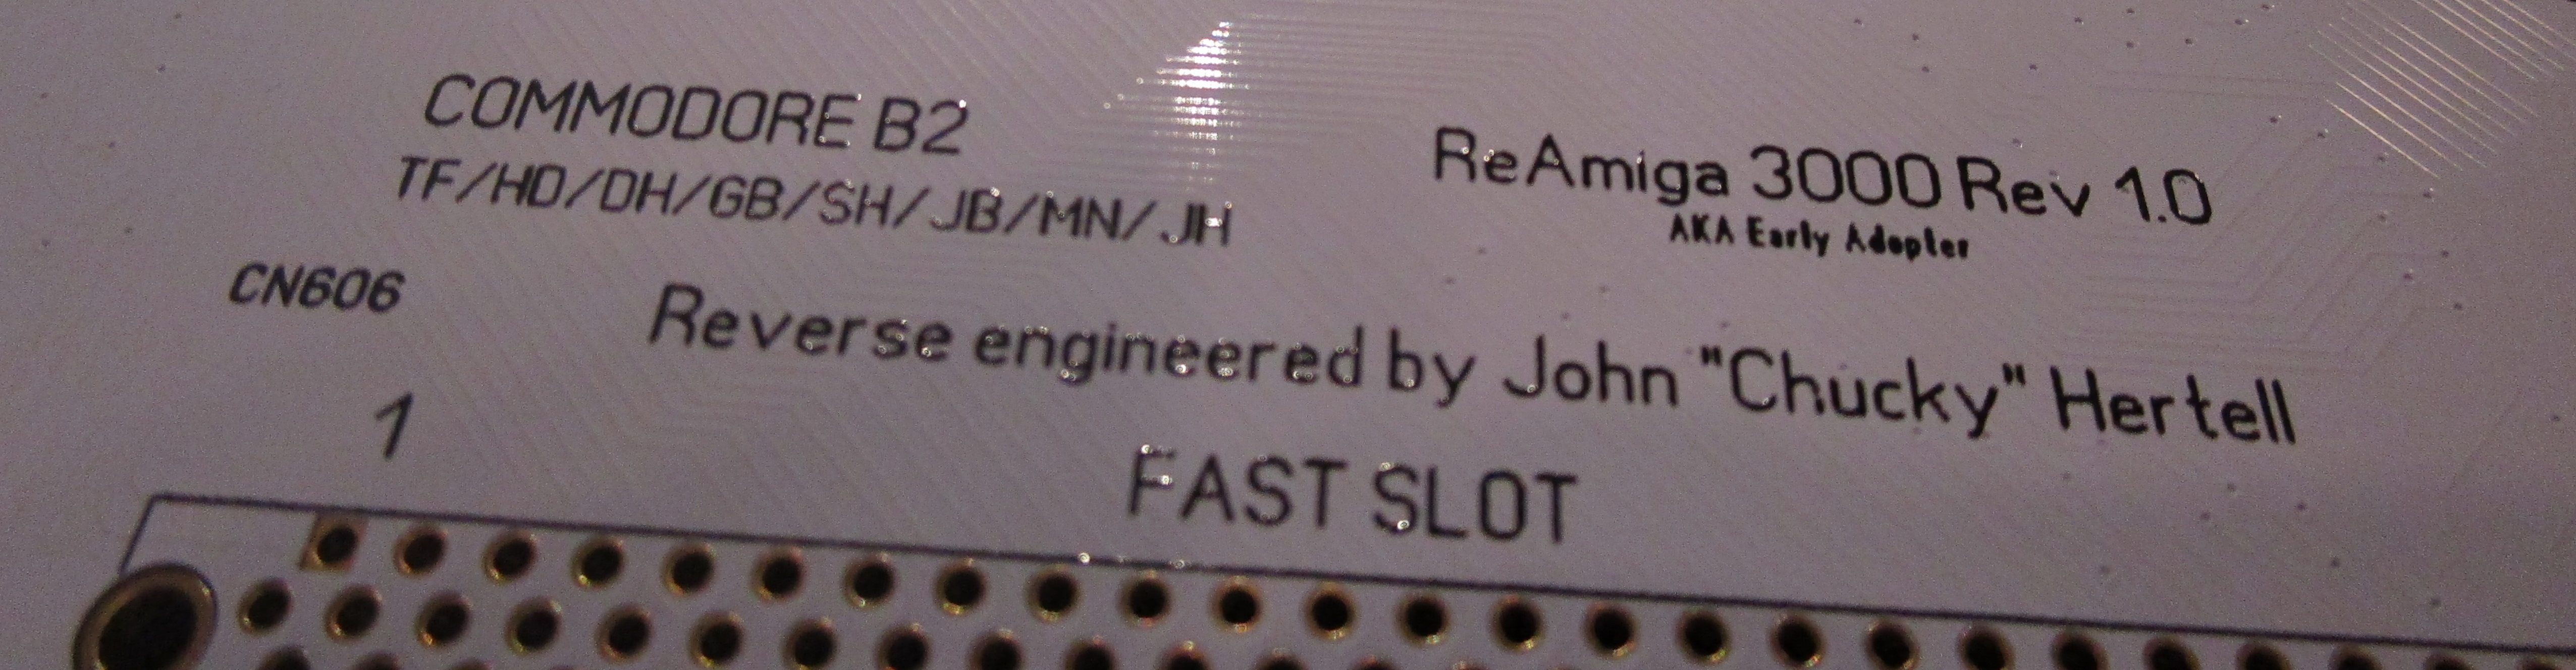 COMMODORE B2
TF/HD/DH/GB/SH/JB/MN/JH
ReAmiga 3000 Rev 1.0
AKA Early Adopter
CN606
Reverse engineered by John "Chucky" Hertell
1
FAST SLOT